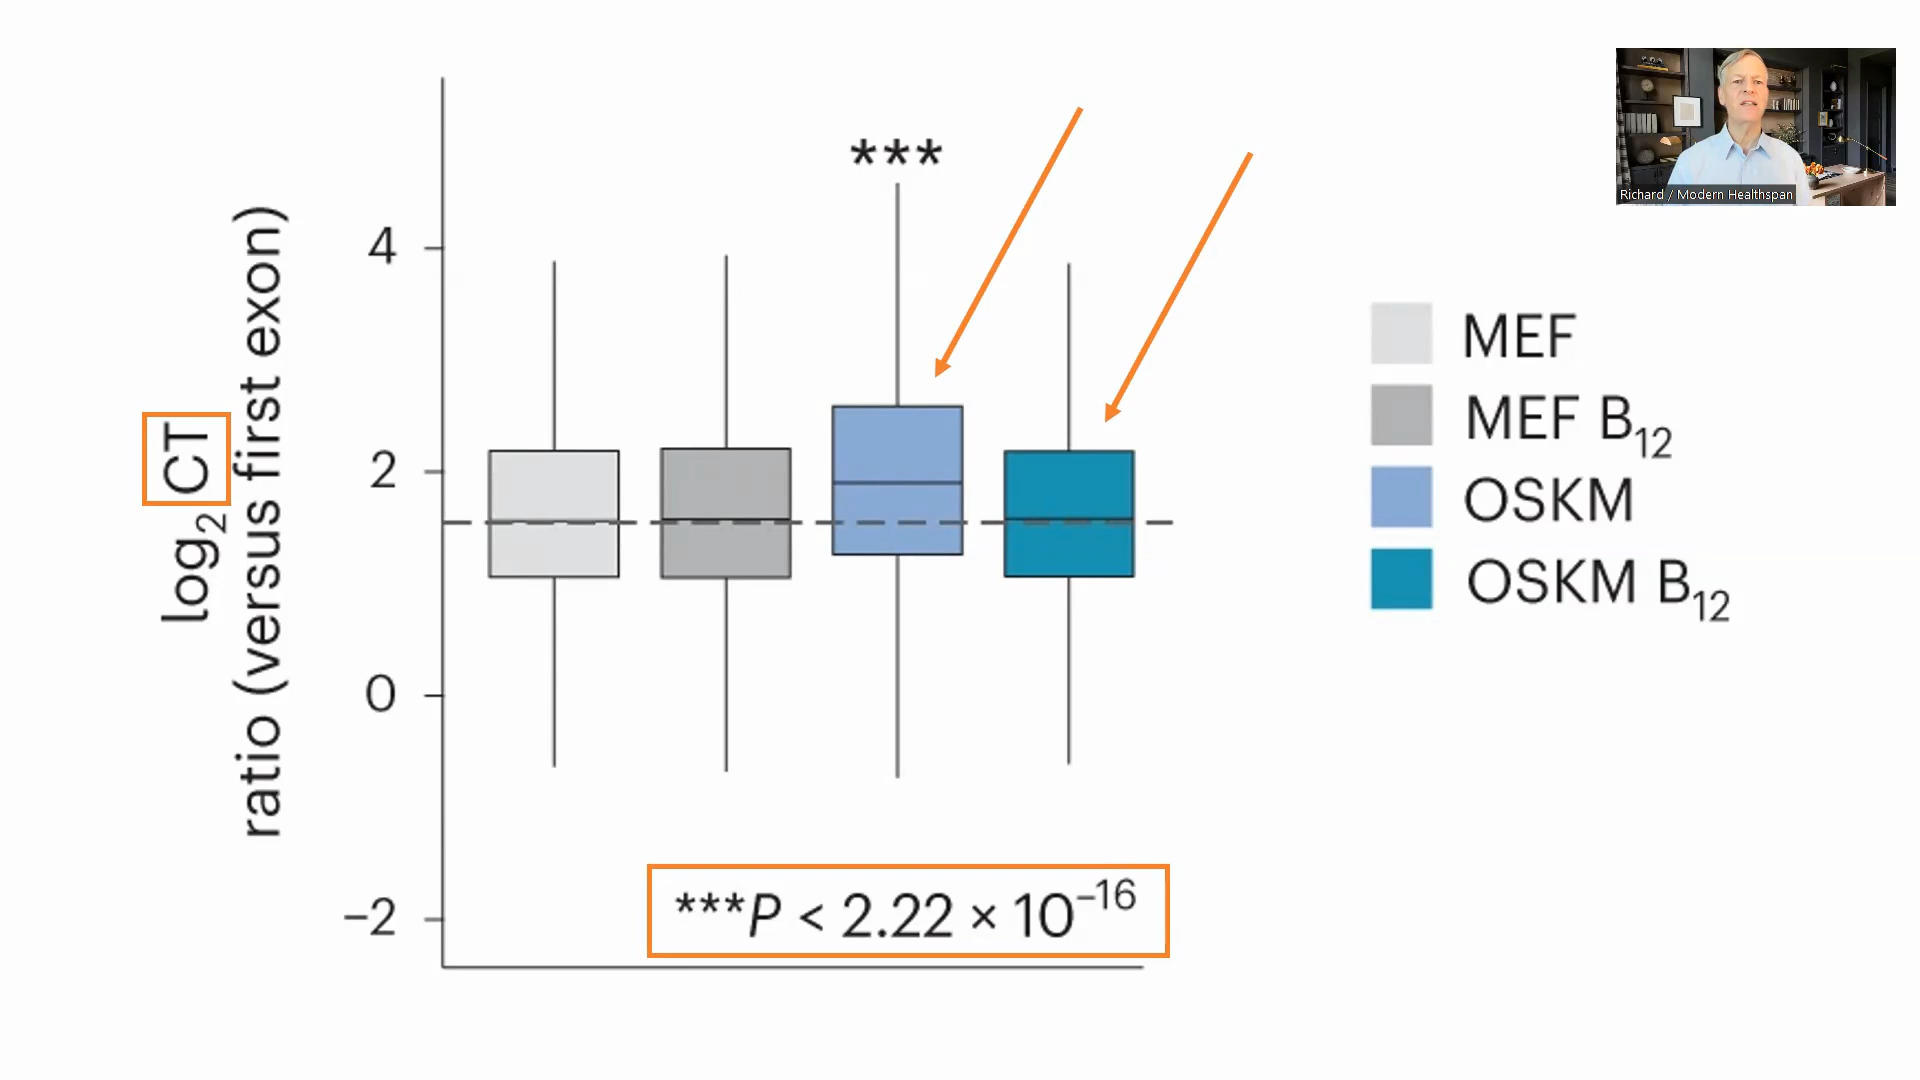 ***
4
2
0
−2
log₂ CT
ratio (versus first exon)
***P < 2.22 × 10⁻¹⁶
MEF
MEF B₁₂
OSKM
OSKM B₁₂
Richard / Modern Healthspan